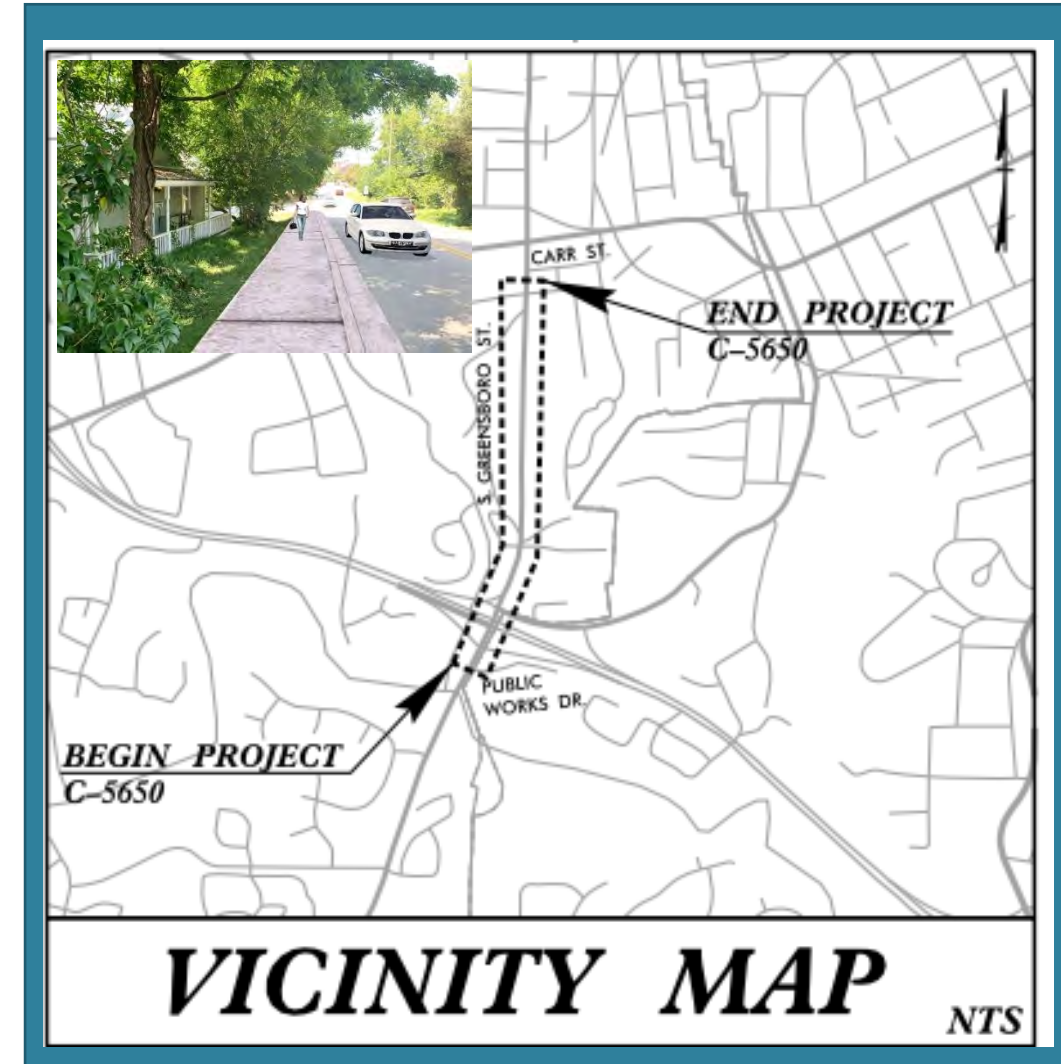 CARR ST.
END PROJECT
C–5650
S. GREENSBORO ST.
PUBLIC
WORKS DR.
BEGIN PROJECT
C–5650
VICINITY MAP
NTS